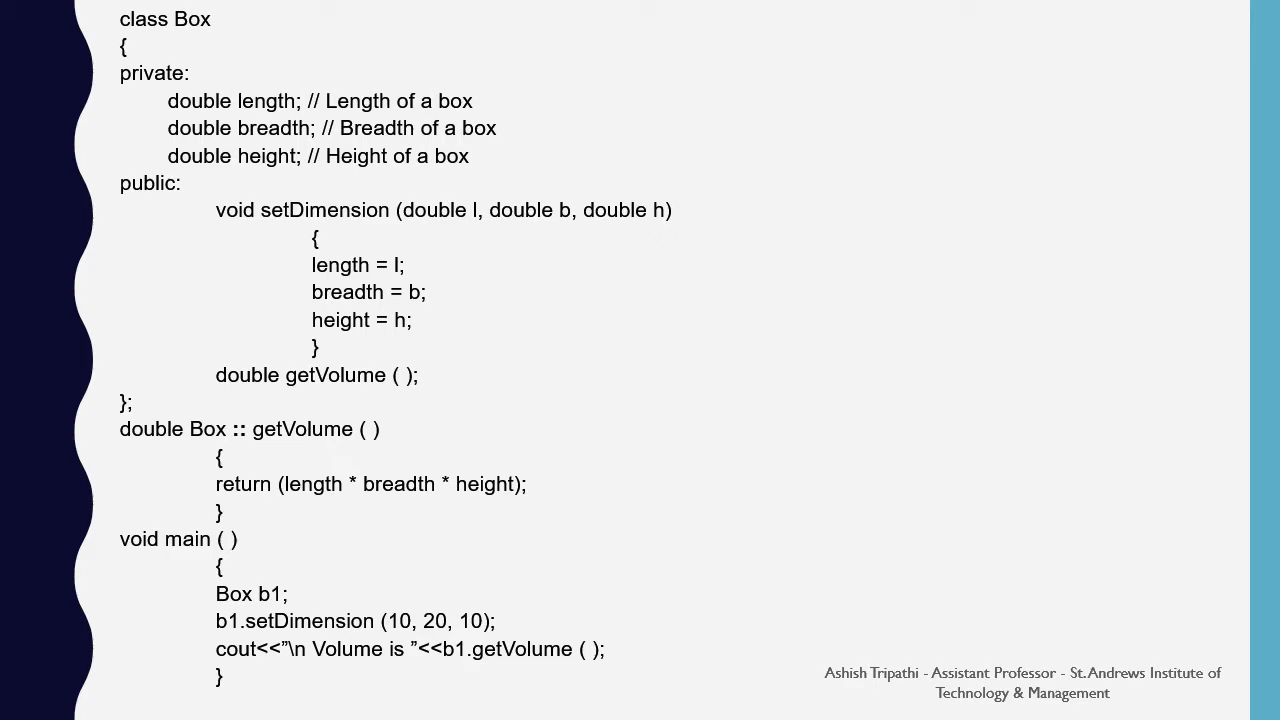 class Box
{
private:
double length; // Length of a box
double breadth; // Breadth of a box
double height; // Height of a box
public:
void setDimension (double l, double b, double h)
{
length = l;
breadth = b;
height = h;
}
double getVolume ( );
};
double Box :: getVolume ( )
{
return (length * breadth * height);
}
void main ( )
{
Box b1;
b1.setDimension (10, 20, 10);
cout<<”\n Volume is ”<<b1.getVolume ( );
}
Ashish Tripathi - Assistant Professor - St. Andrews Institute of
Technology & Management